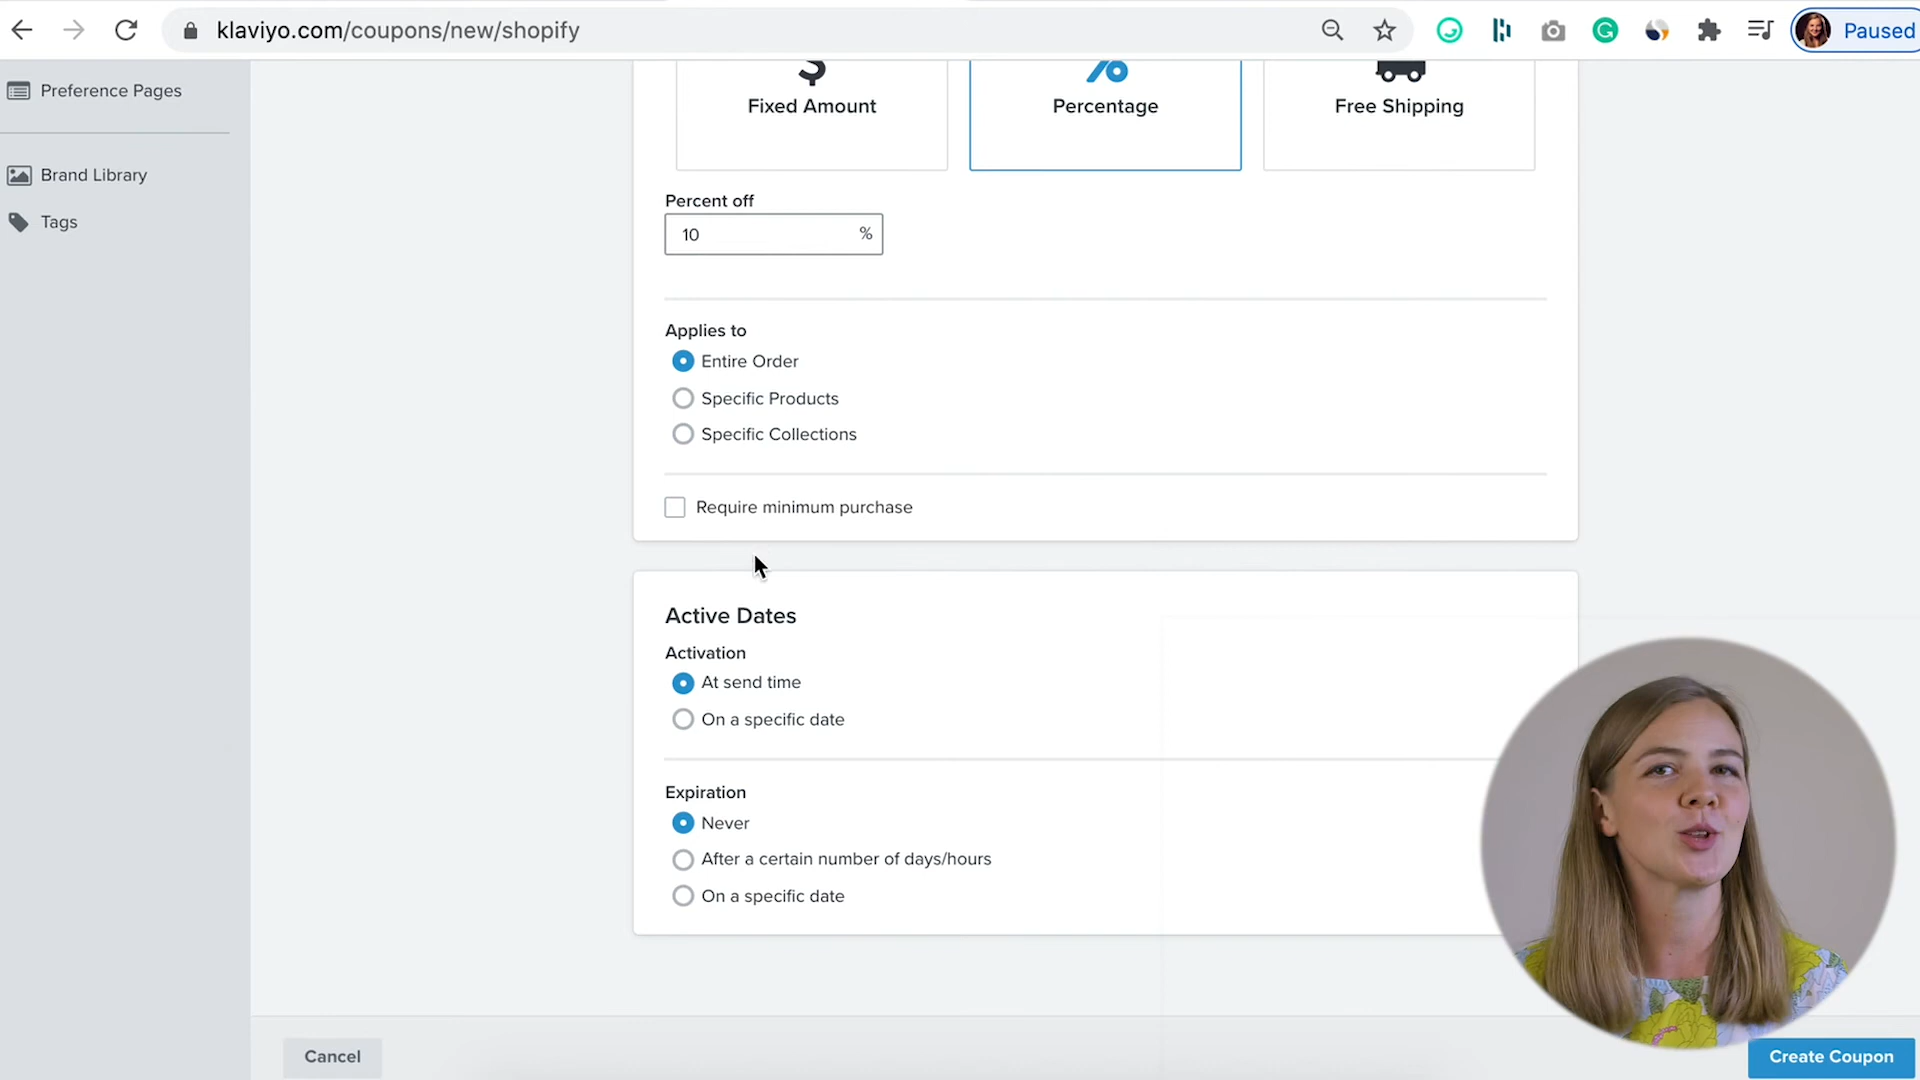 klaviyo.com/coupons/new/shopify
Paused
Preference Pages
Brand Library
Tags
Fixed Amount
Percentage
Free Shipping
Percent off
10 %
Applies to
Entire Order
Specific Products
Specific Collections
Require minimum purchase
Active Dates
Activation
At send time
On a specific date
Expiration
Never
After a certain number of days/hours
On a specific date
Cancel
Create Coupon